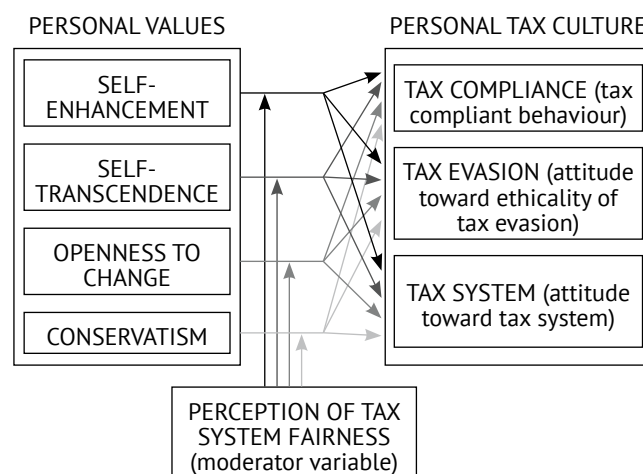 PERSONAL VALUES
SELF-
ENHANCEMENT
SELF-
TRANSCENDENCE
OPENNESS TO
CHANGE
CONSERVATISM
PERSONAL TAX CULTURE
TAX COMPLIANCE (tax
compliant behaviour)
TAX EVASION (attitude
toward ethicality of
tax evasion)
TAX SYSTEM (attitude
toward tax system)
PERCEPTION OF TAX
SYSTEM FAIRNESS
(moderator variable)